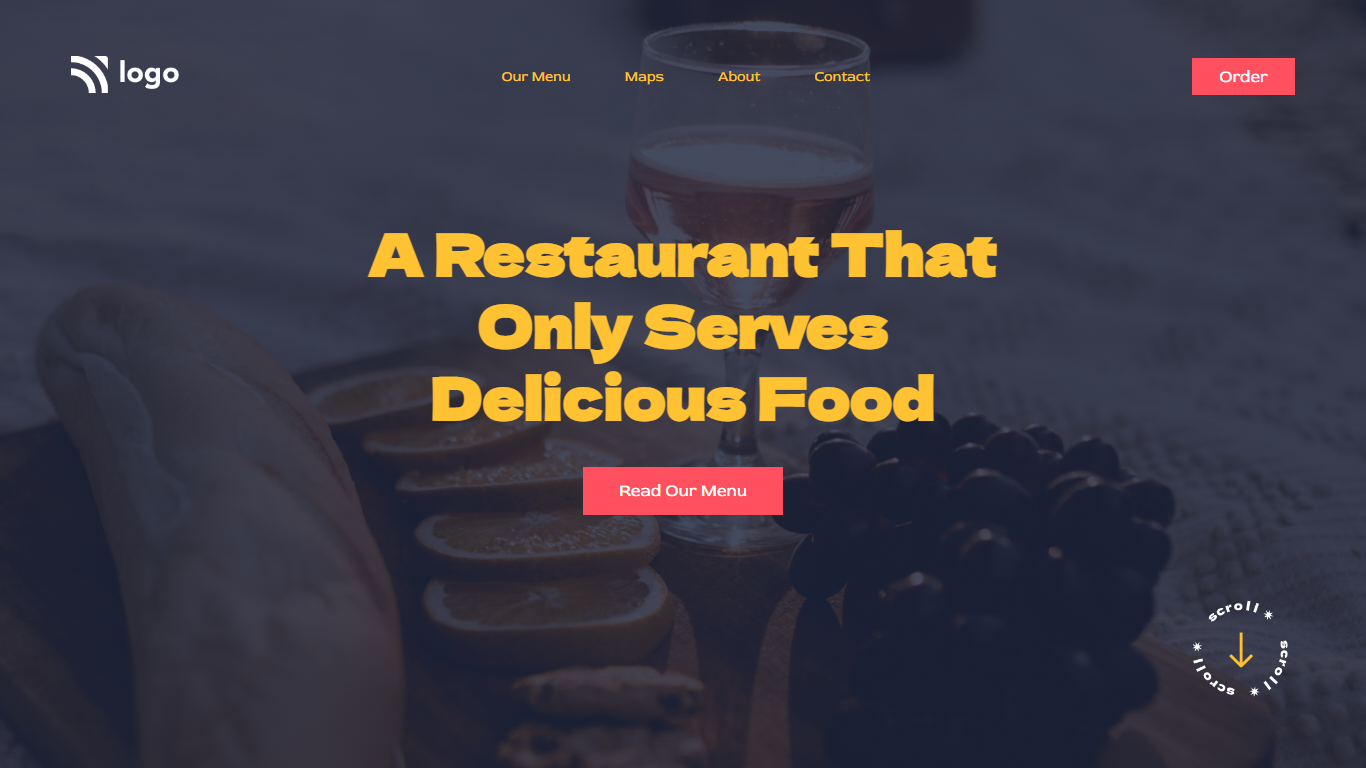 logo
Our Menu
Maps
About
Contact
Order
A Restaurant That
Only Serves
Delicious Food
Read Our Menu
scroll ✷ scroll ✷ scroll ✷